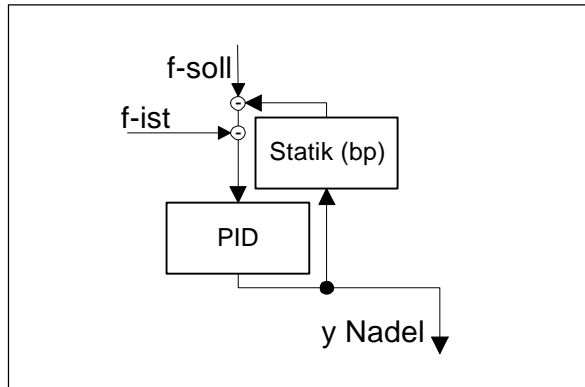 f-soll
-
f-ist
-
Statik (bp)
PID
y Nadel